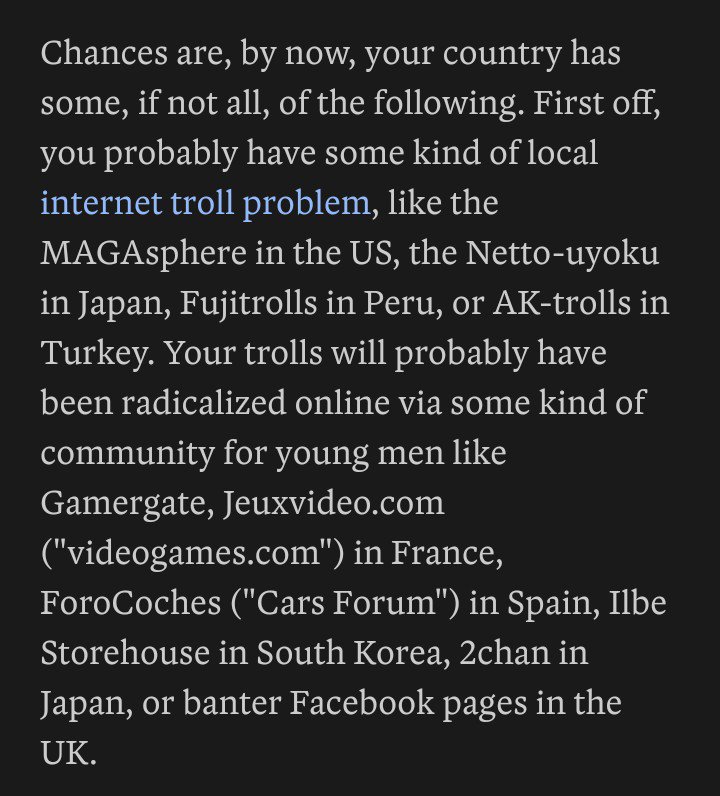 Chances are, by now, your country has
some, if not all, of the following. First off,
you probably have some kind of local
internet troll problem, like the
MAGAsphere in the US, the Netto-uyoku
in Japan, Fujitrolls in Peru, or AK-trolls in
Turkey. Your trolls will probably have
been radicalized online via some kind of
community for young men like
Gamergate, Jeuxvideo.com
("videogames.com") in France,
ForoCoches ("Cars Forum") in Spain, Ilbe
Storehouse in South Korea, 2chan in
Japan, or banter Facebook pages in the
UK.